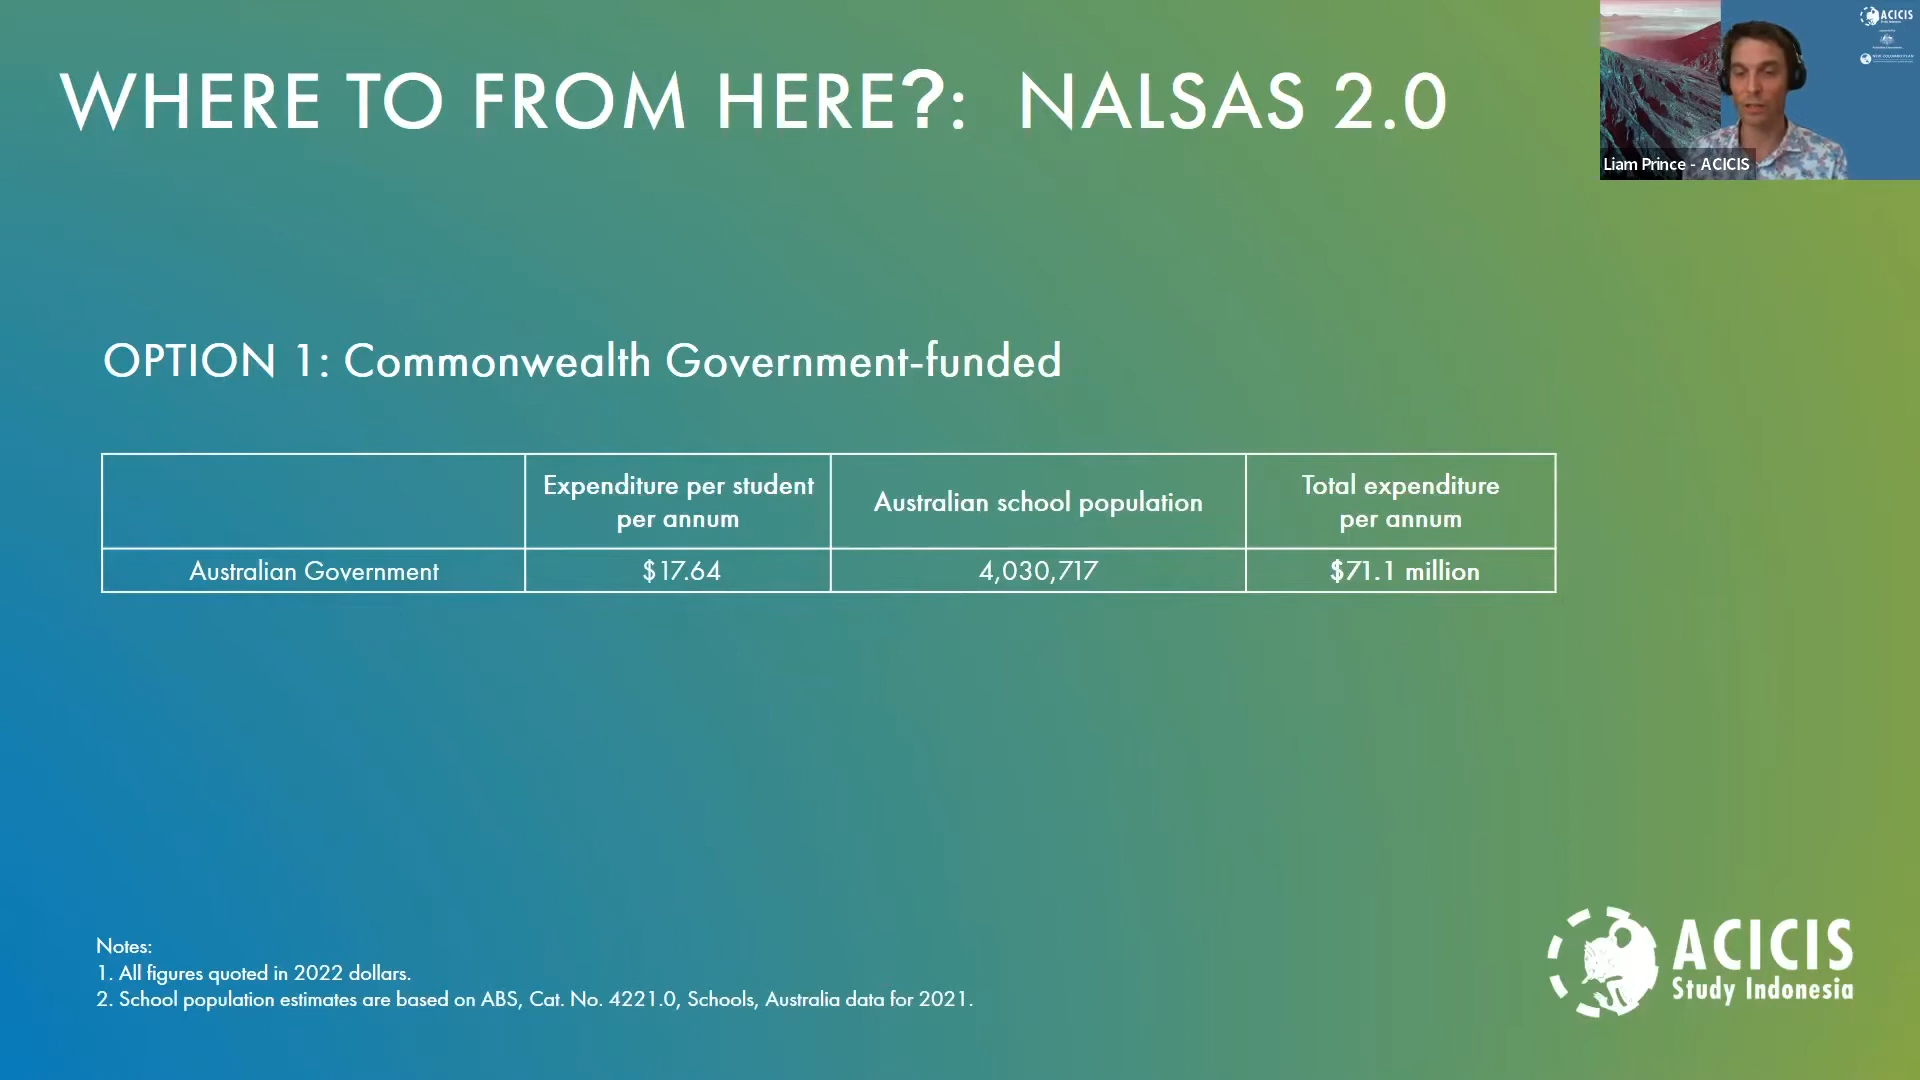 WHERE TO FROM HERE?: NALSAS 2.0
ACICIS
Liam Prince - ACICIS
OPTION 1: Commonwealth Government-funded
Expenditure per student
per annum
Australian school population
Total expenditure
per annum
Australian Government
$17.64
4,030,717
$71.1 million
Notes:
1. All figures quoted in 2022 dollars.
2. School population estimates are based on ABS, Cat. No. 4221.0, Schools, Australia data for 2021.
ACICIS
Study Indonesia